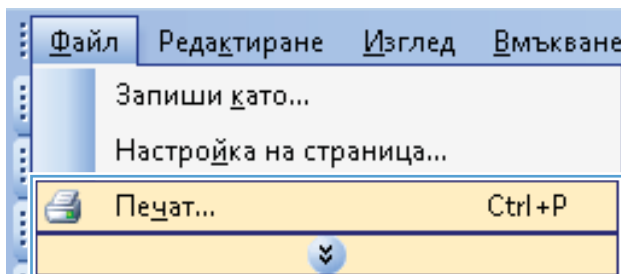 Файл Редактиране Изглед Вмъкване
Запиши като...
Настройка на страница...
Печат... Ctrl+P